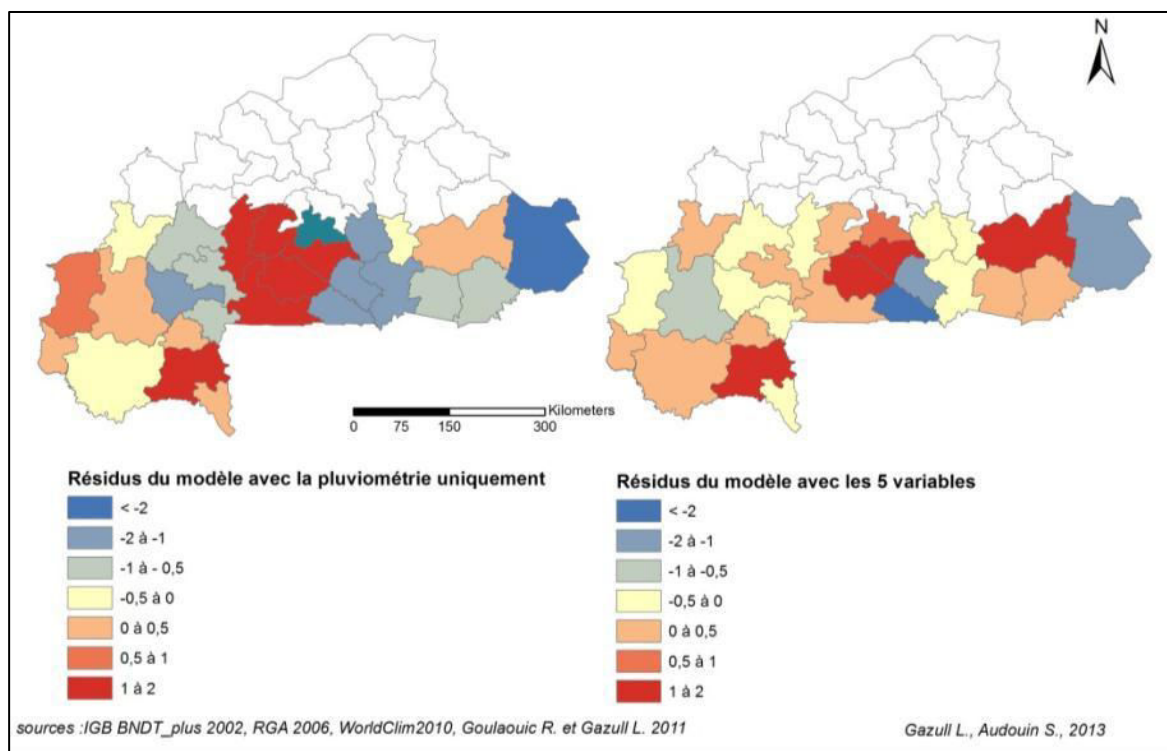 N
Kilometers
0 75 150 300
Résidus du modèle avec la pluviométrie uniquement
< -2
-2 à -1
-1 à - 0,5
-0,5 à 0
0 à 0,5
0,5 à 1
1 à 2
Résidus du modèle avec les 5 variables
< -2
-2 à -1
-1 à -0,5
-0,5 à 0
0 à 0,5
0,5 à 1
1 à 2
sources :IGB BNDT_plus 2002, RGA 2006, WorldClim2010, Goulaouic R. et Gazull L. 2011
Gazull L., Audouin S., 2013